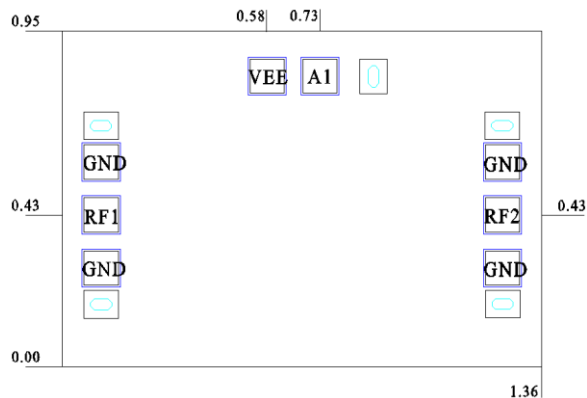 0.58 0.73
0.95
VEE A1
GND GND
0.43 RF1 RF2 0.43
GND GND
0.00
1.36